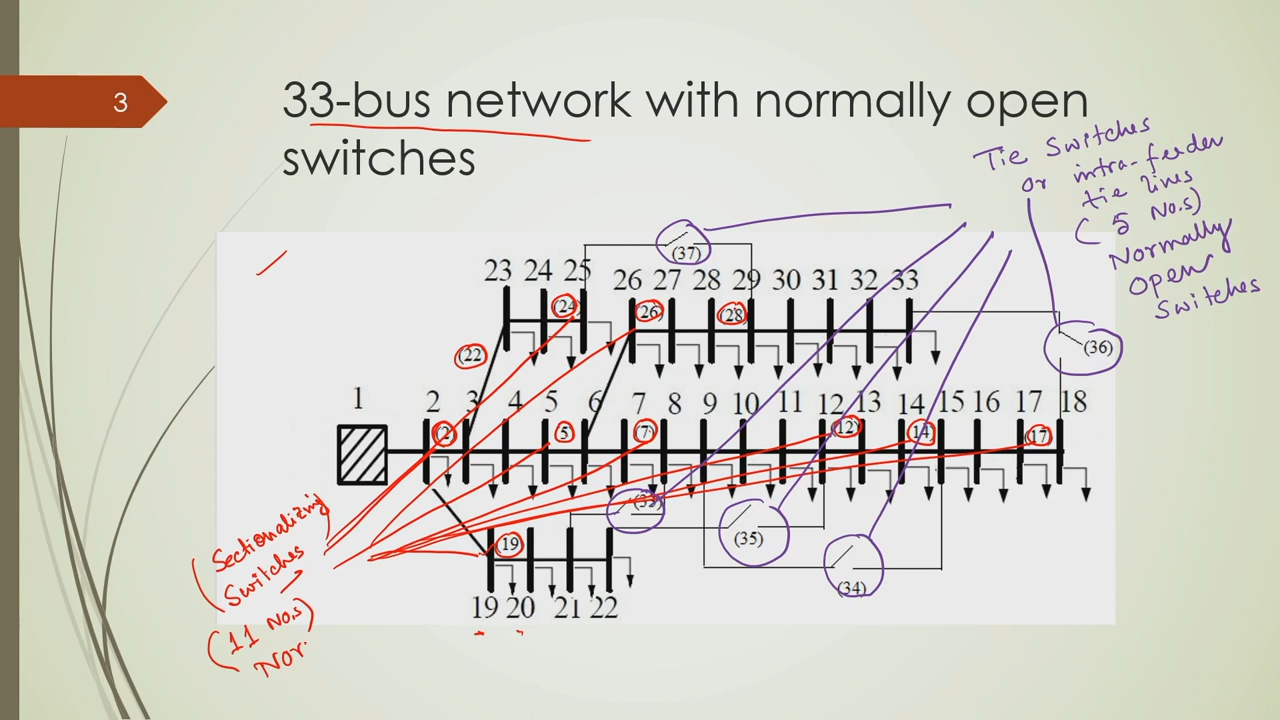 3
33-bus network with normally open
switches
Tie Switches
or intra-feeder
tie lines
(5 No.s)
Normally
Open
Switches
(37)
23 24 25 26 27 28 29 30 31 32 33
(24) (26) (28)
(22)
(36)
1 2 3 4 5 6 7 8 9 10 11 12 13 14 15 16 17 18
(2) (5) (7) (12) (14) (17)
(33)
(35)
(19)
(34)
19 20 21 22
(Sectionalizing
Switches
(11 No.s)
Nor